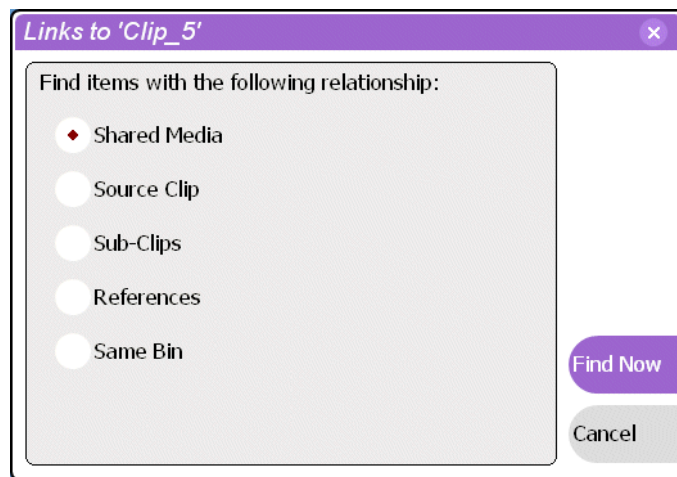 Links to 'Clip_5'
Find items with the following relationship:
Shared Media
Source Clip
Sub-Clips
References
Same Bin
Find Now
Cancel